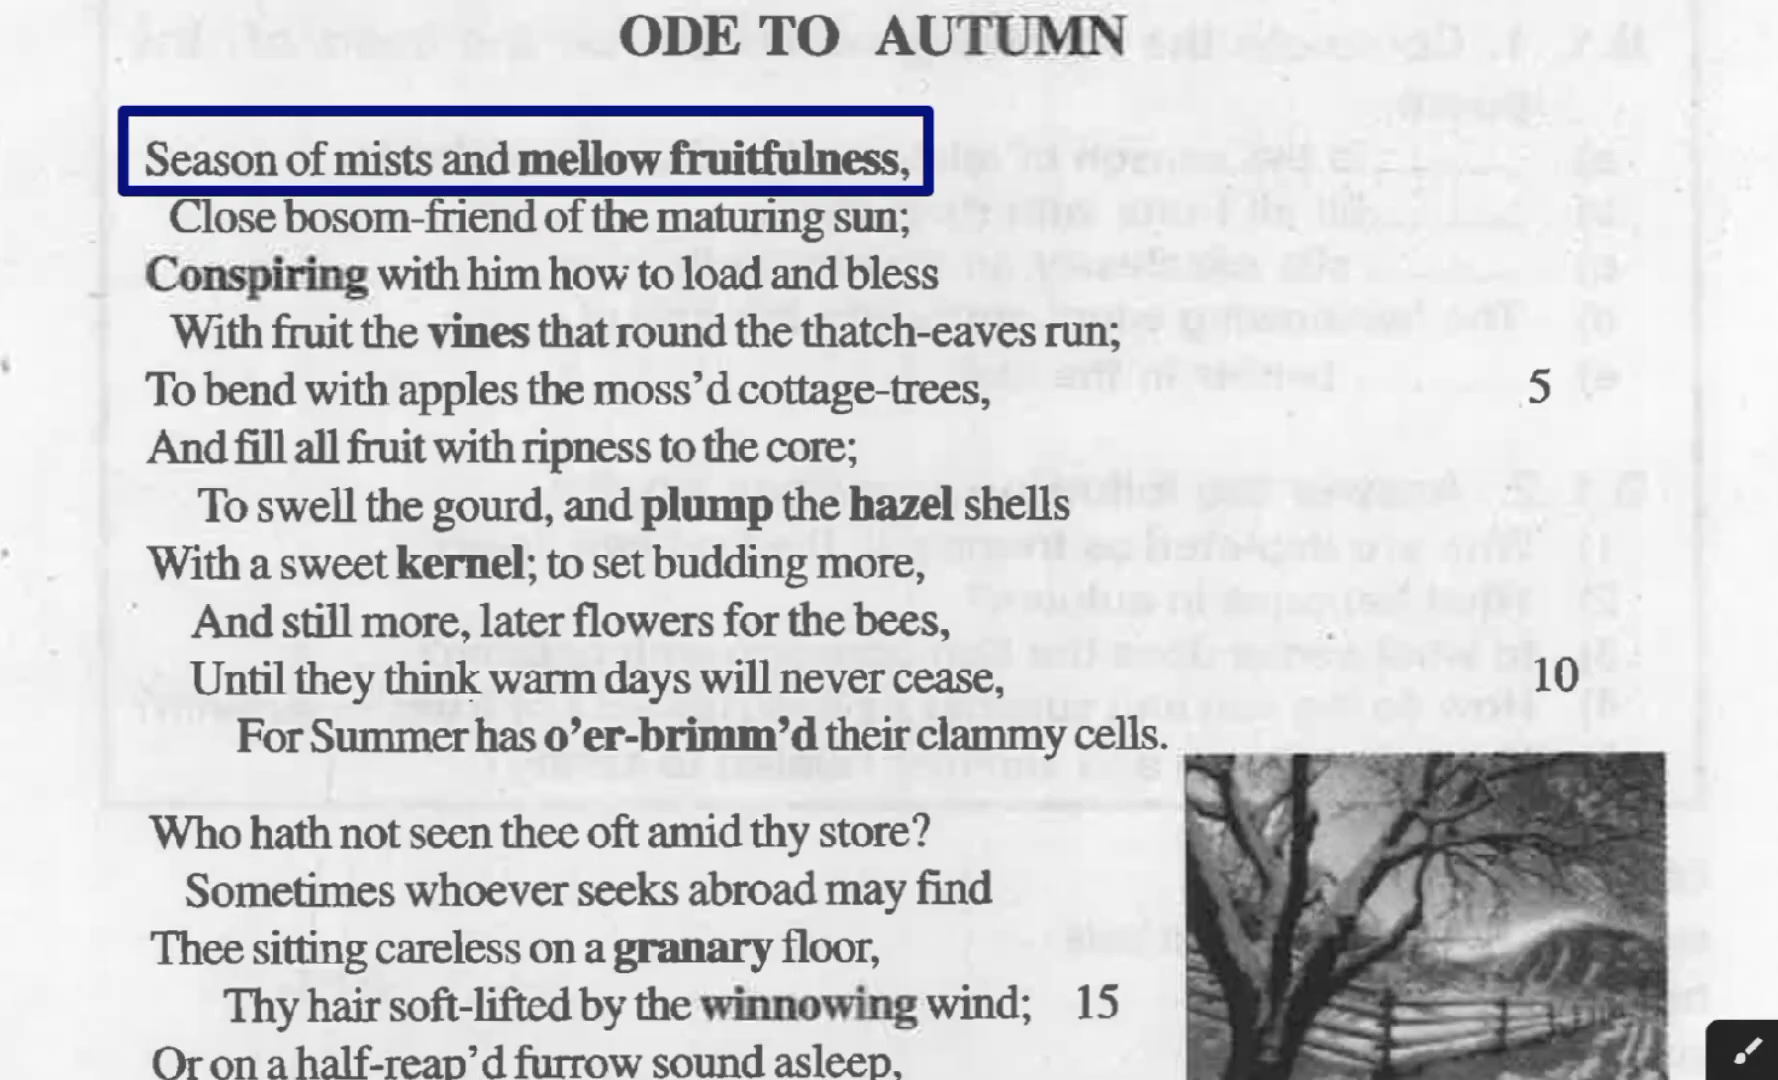 ODE TO AUTUMN
Season of mists and mellow fruitfulness,
Close bosom-friend of the maturing sun;
Conspiring with him how to load and bless
With fruit the vines that round the thatch-eaves run;
To bend with apples the moss'd cottage-trees, 5
And fill all fruit with ripness to the core;
To swell the gourd, and plump the hazel shells
With a sweet kernel; to set budding more,
And still more, later flowers for the bees,
Until they think warm days will never cease, 10
For Summer has o'er-brimm'd their clammy cells.
Who hath not seen thee oft amid thy store?
Sometimes whoever seeks abroad may find
Thee sitting careless on a granary floor,
Thy hair soft-lifted by the winnowing wind; 15
Or on a half-reap'd furrow sound asleep,